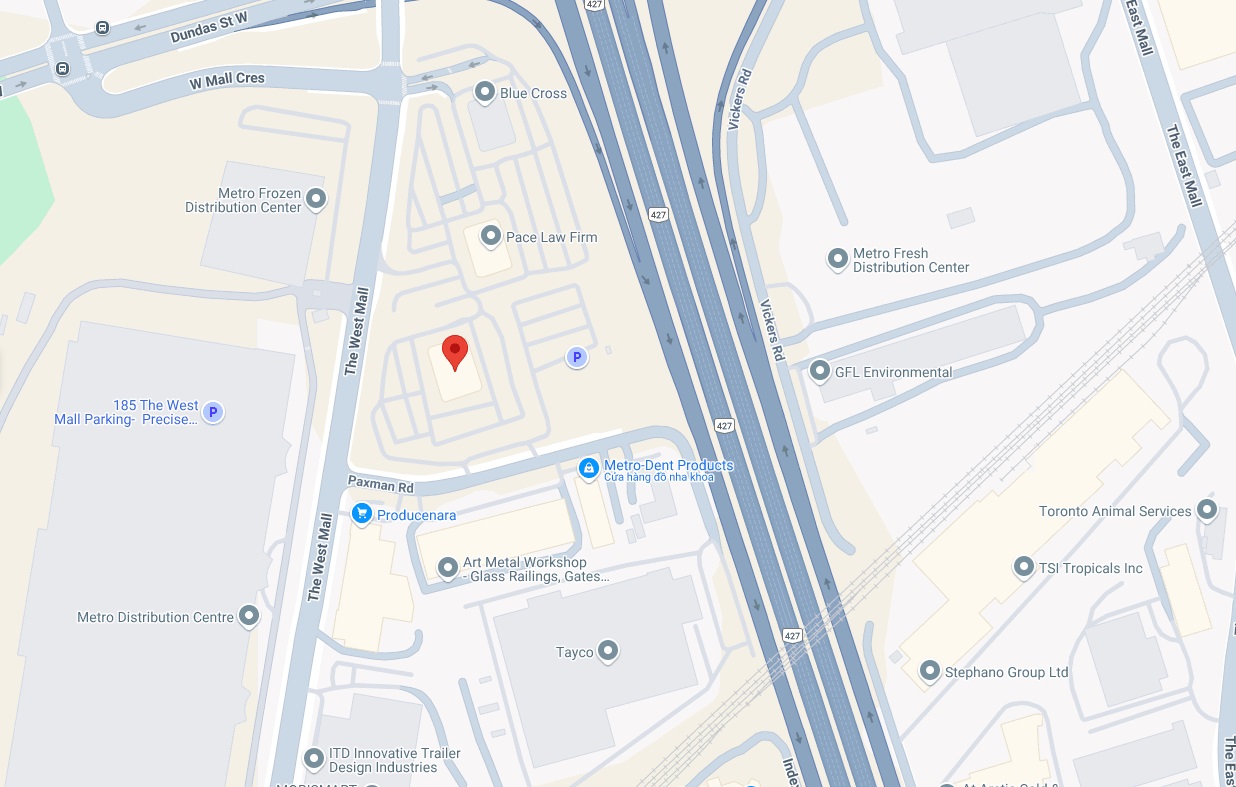 427
Dundas St W
East Mall
W Mall Cres
Blue Cross
Vickers Rd
The East Mall
Metro Frozen
Distribution Center
427
Pace Law Firm
Metro Fresh
Distribution Center
The West Mall
Vickers Rd
P
GFL Environmental
185 The West
Mall Parking- Precise...
P
427
Metro-Dent Products
Cửa hàng đồ nha khoa
Paxman Rd
Producenara
Toronto Animal Services
The West Mall
Art Metal Workshop
- Glass Railings, Gates...
TSI Tropicals Inc
Metro Distribution Centre
427
Tayco
Stephano Group Ltd
ITD Innovative Trailer
Design Industries
The East